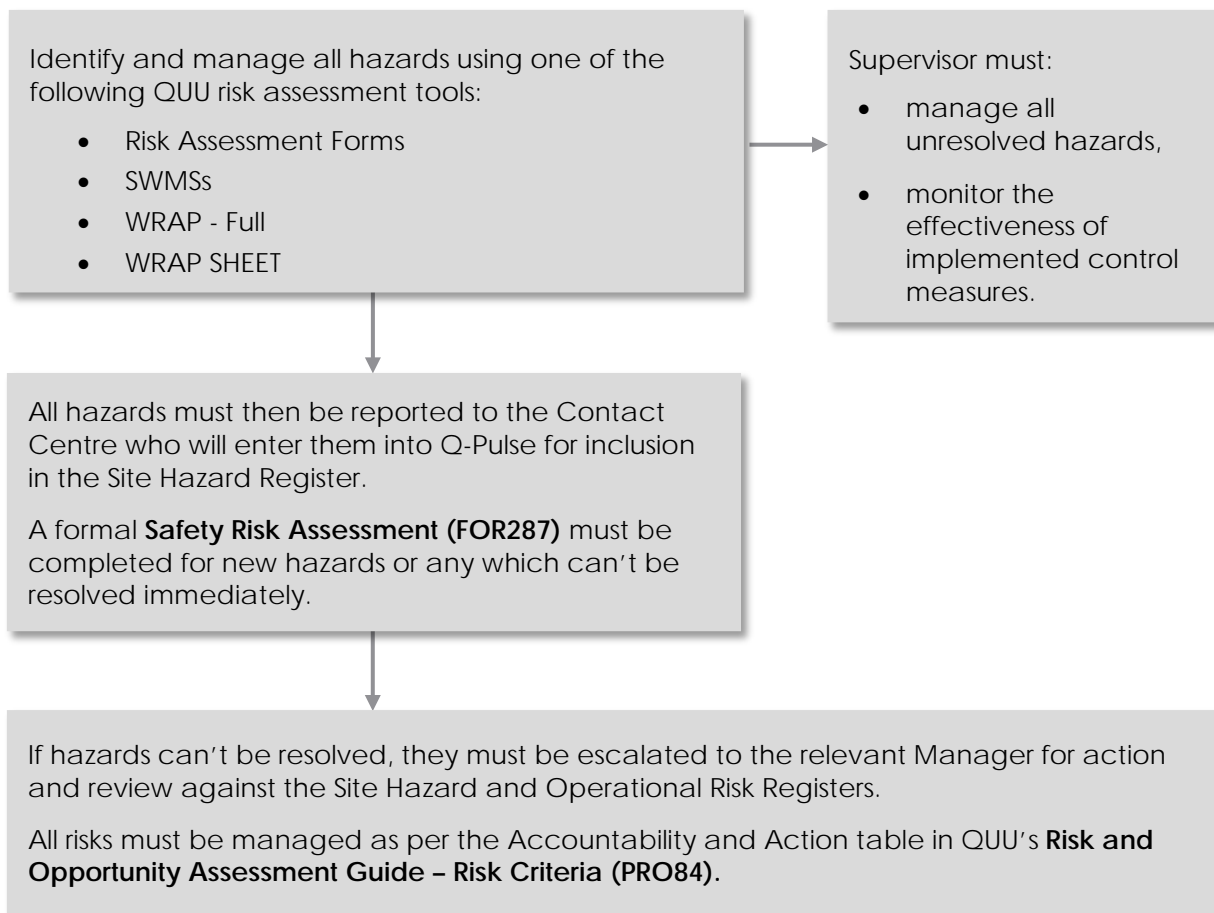 Identify and manage all hazards using one of the
following QUU risk assessment tools:
• Risk Assessment Forms
• SWMSs
• WRAP - Full
• WRAP SHEET
Supervisor must:
• manage all
unresolved hazards,
• monitor the
effectiveness of
implemented control
measures.
All hazards must then be reported to the Contact
Centre who will enter them into Q-Pulse for inclusion
in the Site Hazard Register.
A formal Safety Risk Assessment (FOR287) must be
completed for new hazards or any which can't be
resolved immediately.
If hazards can't be resolved, they must be escalated to the relevant Manager for action
and review against the Site Hazard and Operational Risk Registers.
All risks must be managed as per the Accountability and Action table in QUU's Risk and
Opportunity Assessment Guide – Risk Criteria (PRO84).